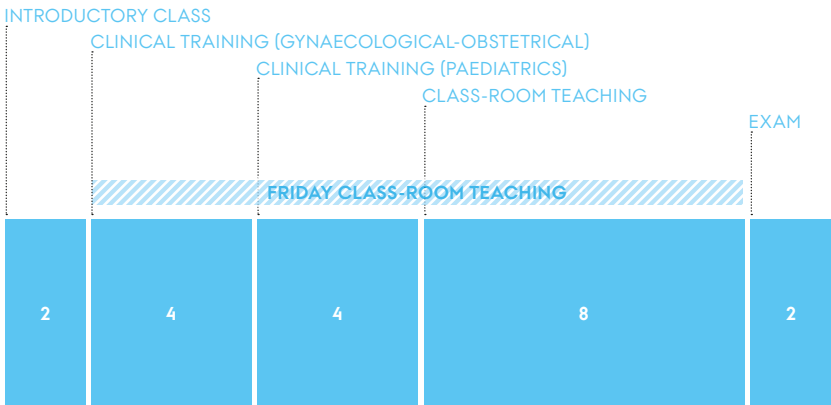 INTRODUCTORY CLASS
CLINICAL TRAINING (GYNAECOLOGICAL-OBSTETRICAL)
CLINICAL TRAINING (PAEDIATRICS)
CLASS-ROOM TEACHING
EXAM
FRIDAY CLASS-ROOM TEACHING
2 4 4 8 2